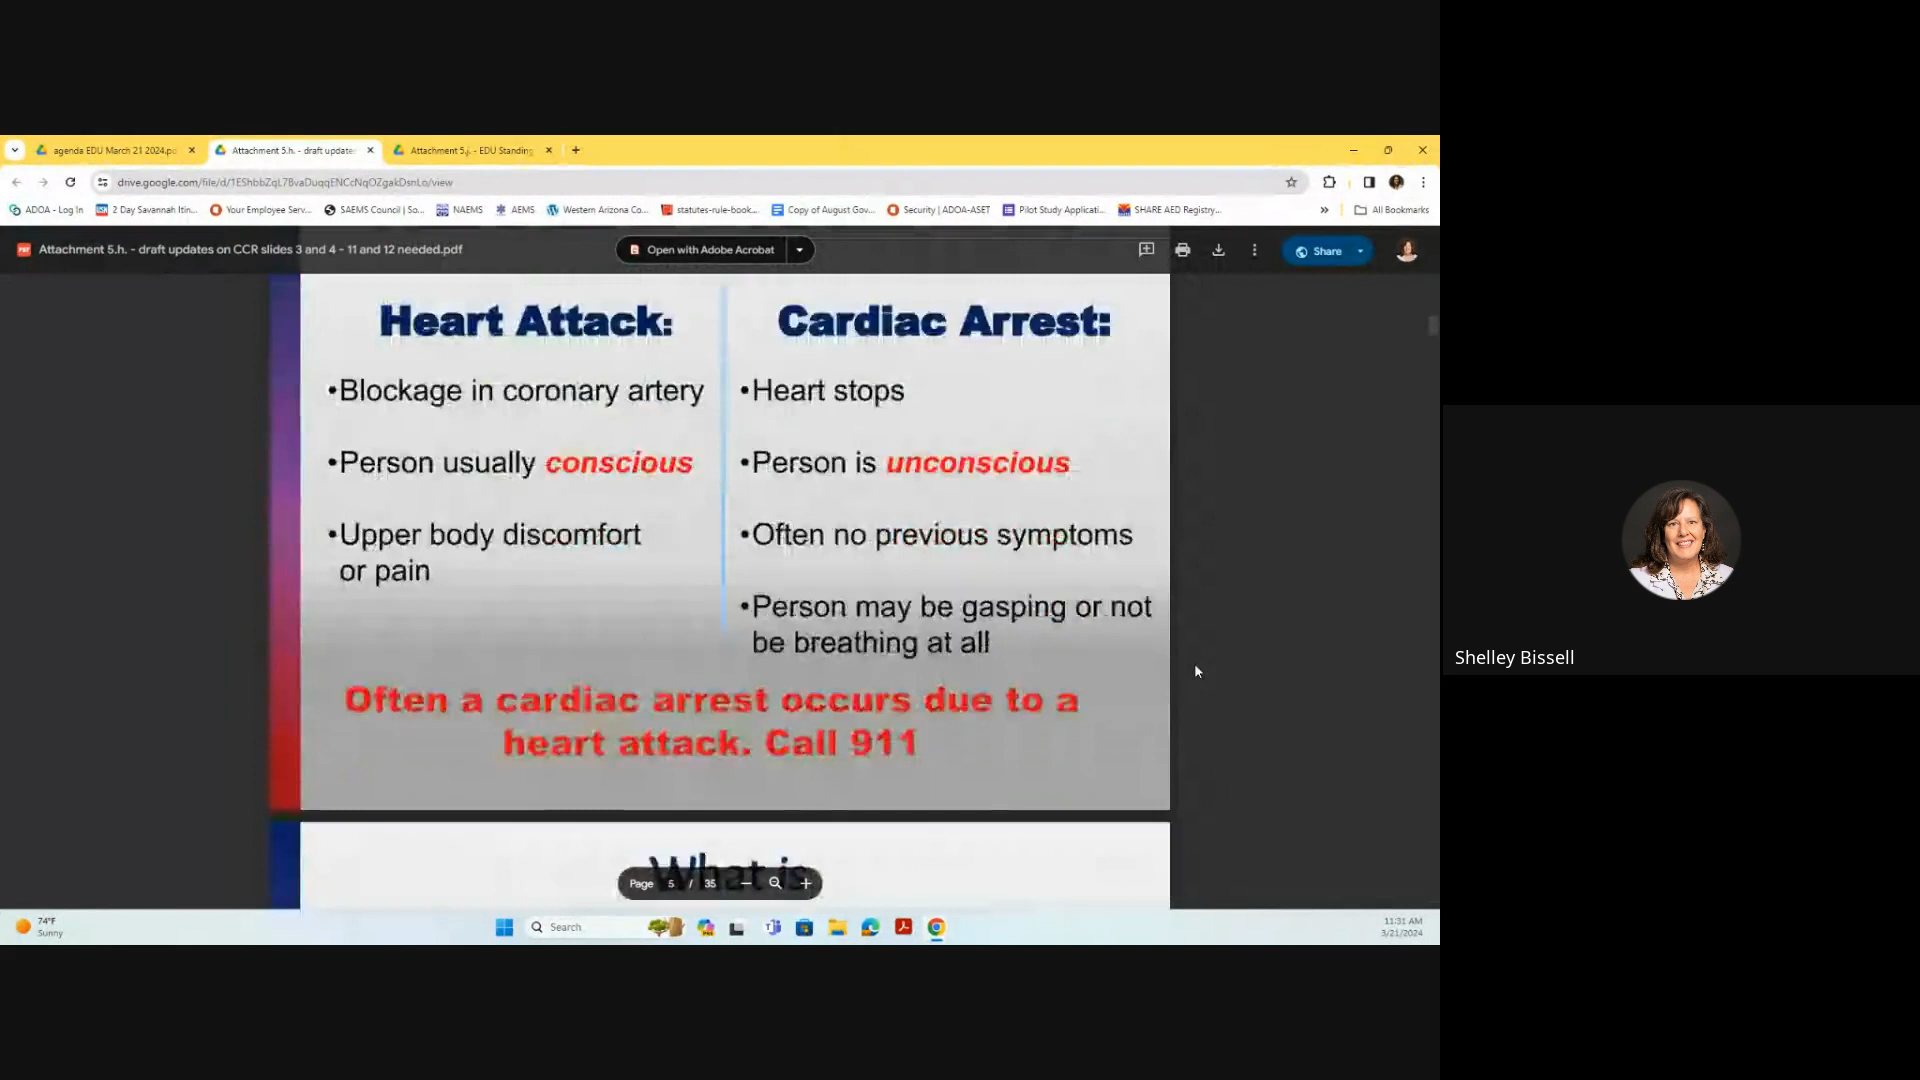 agenda EDU March 21 2024.pc
Attachment 5.h. - draft update:
Attachment 5.j. - EDU Standing
drive.google.com/file/d/1EShbbZqL7BvaDuqqENCcNqOZgakDsnLo/view
ADOA - Log In
2 Day Savannah Itin...
Your Employee Serv...
SAEMS Council | So...
NAEMS
AEMS
Western Arizona Co...
statutes-rule-book...
Copy of August Gov...
Security | ADOA-ASET
Pilot Study Applicati...
SHARE AED Registry...
All Bookmarks
Attachment 5.h. - draft updates on CCR slides 3 and 4 - 11 and 12 needed.pdf
Open with Adobe Acrobat
Share
Heart Attack:
•Blockage in coronary artery
•Person usually conscious
•Upper body discomfort
or pain
Cardiac Arrest:
•Heart stops
•Person is unconscious
•Often no previous symptoms
•Person may be gasping or not
be breathing at all
Often a cardiac arrest occurs due to a
heart attack. Call 911
What is
Page 5 / 35
74°F
Sunny
Search
11:31 AM
3/21/2024
Shelley Bissell